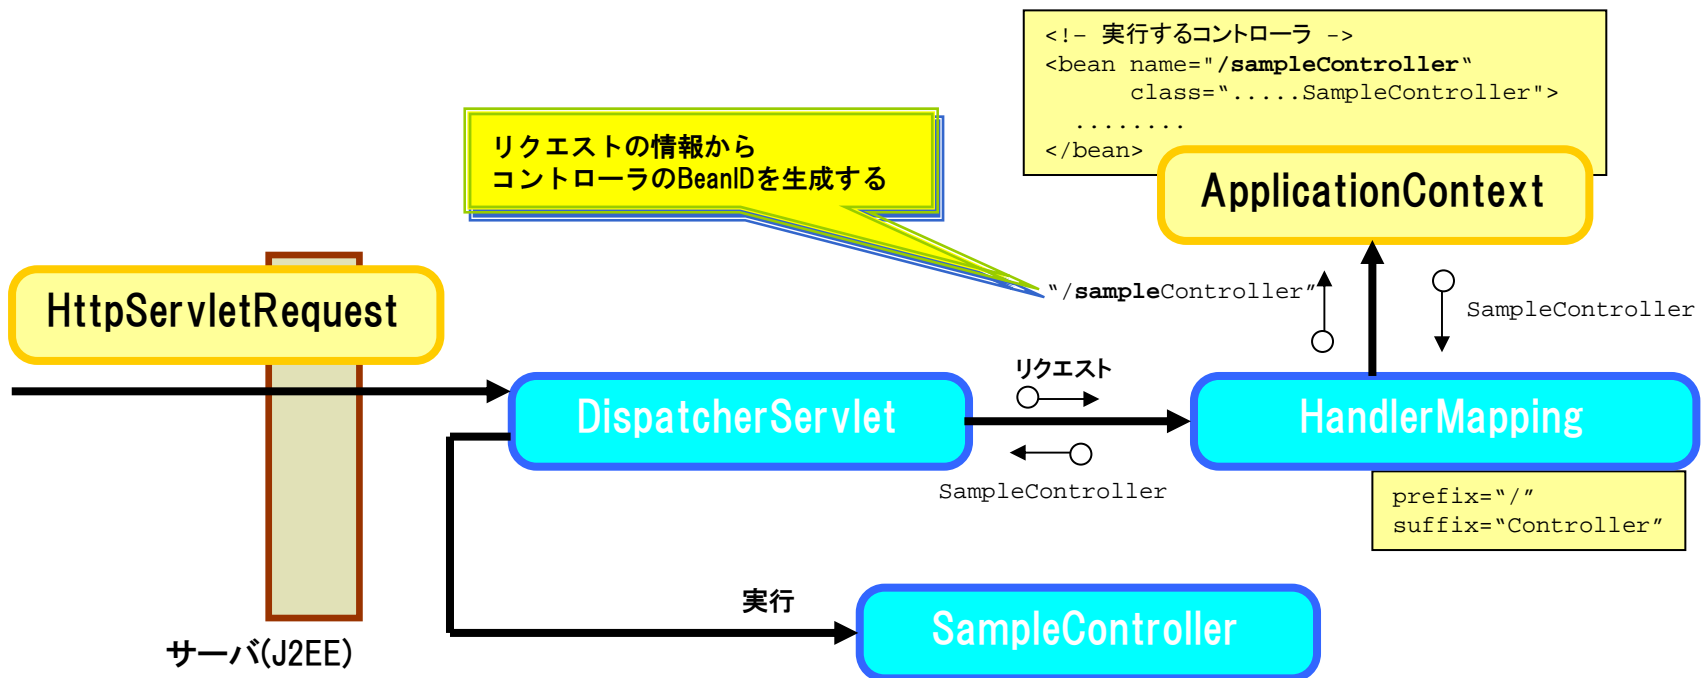 <!– 実行するコントローラ –>
<bean name="/sampleController“
class=“.....SampleController">
........
</bean>
リクエストの情報から
コントローラのBeanIDを生成する
ApplicationContext
HttpServletRequest
“/sampleController”
SampleController
リクエスト
DispatcherServlet
HandlerMapping
SampleController
prefix=“/”
suffix=“Controller”
実行
SampleController
サーバ(J2EE)